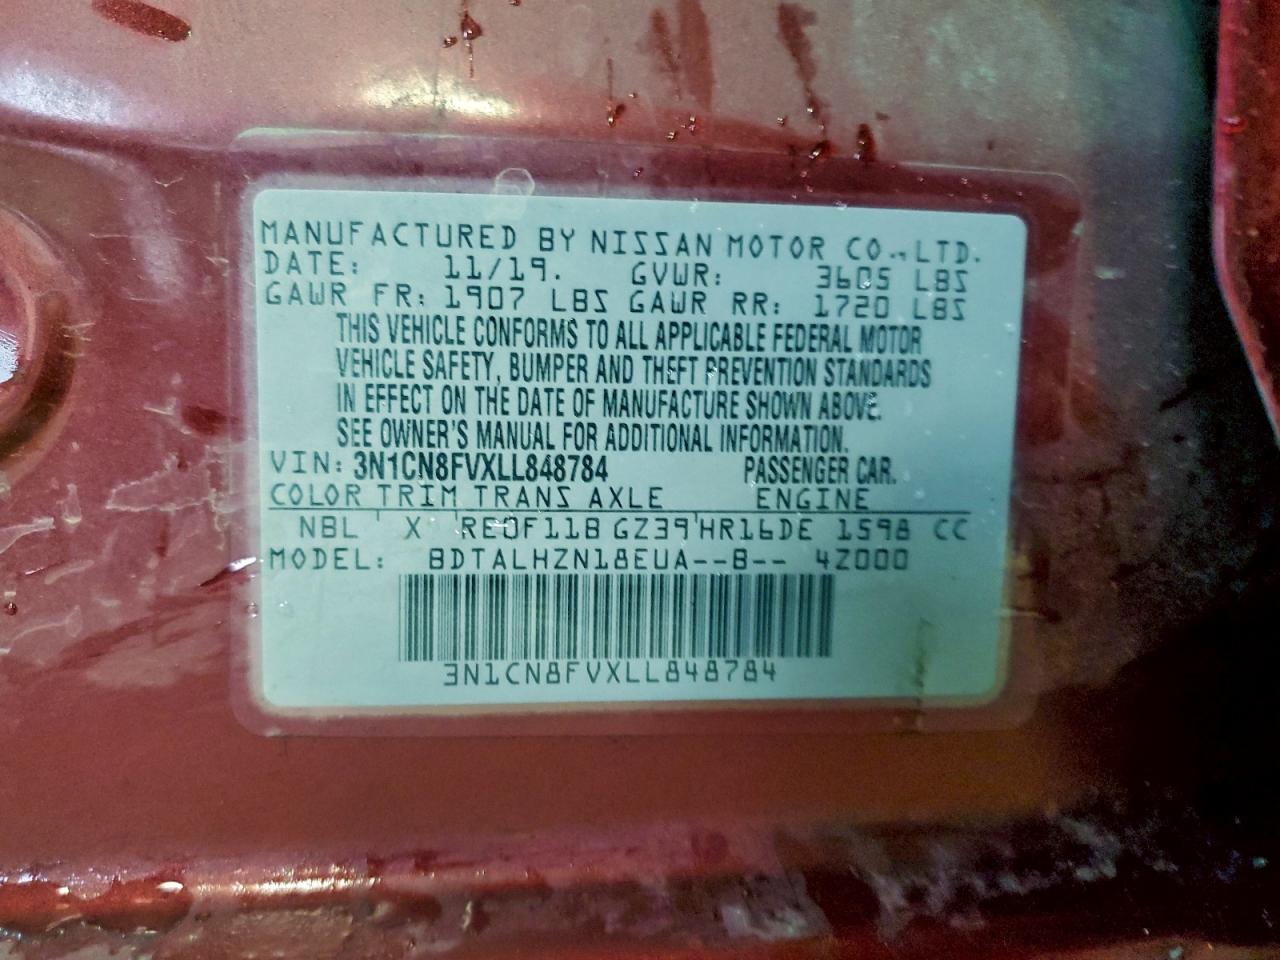 MANUFACTURED BY NISSAN MOTOR CO., LTD.
DATE: 11/19. GVWR: 3605 LBS
GAWR FR: 1907 LBS GAWR RR: 1720 LBS
THIS VEHICLE CONFORMS TO ALL APPLICABLE FEDERAL MOTOR
VEHICLE SAFETY, BUMPER AND THEFT PREVENTION STANDARDS
IN EFFECT ON THE DATE OF MANUFACTURE SHOWN ABOVE.
SEE OWNER'S MANUAL FOR ADDITIONAL INFORMATION.
VIN: 3N1CN8FVXLL848784 PASSENGER CAR.
COLOR TRIM TRANS AXLE ENGINE
NBL X RE0F11B GZ39 HR16DE 1598 CC
MODEL: BDTALHZN18EUA--B-- 4Z000
3N1CN8FVXLL848784